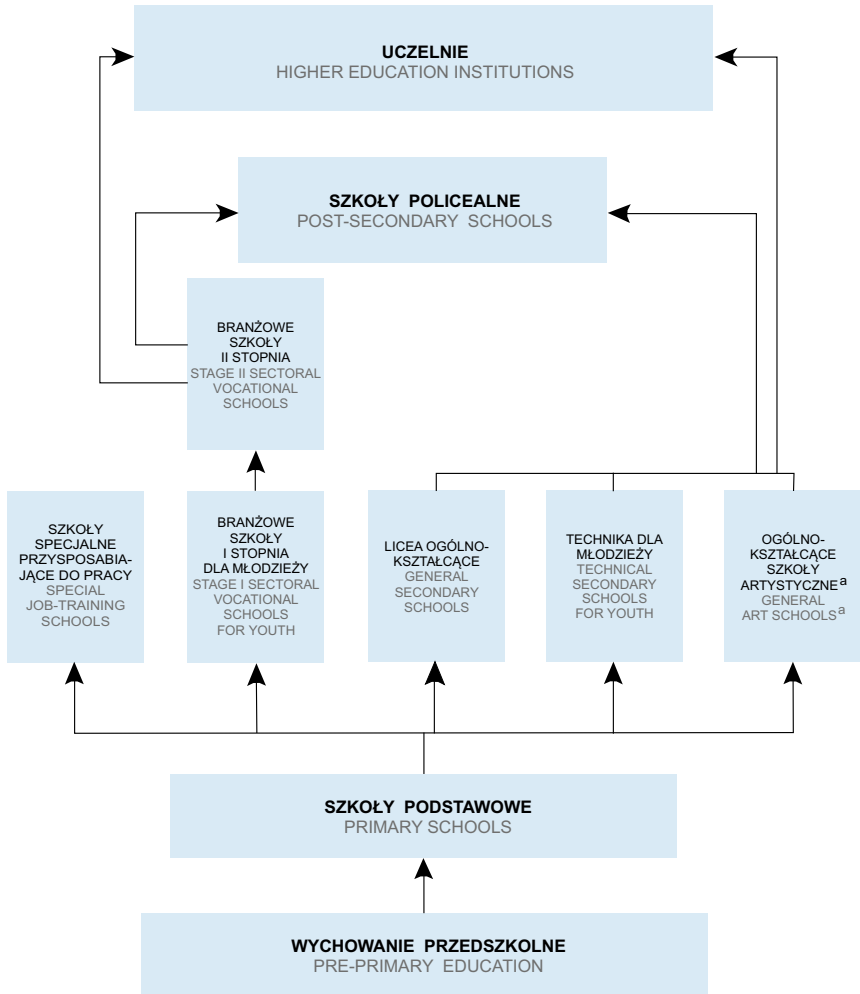 UCZELNIE
HIGHER EDUCATION INSTITUTIONS
SZKOŁY POLICEALNE
POST-SECONDARY SCHOOLS
BRANŻOWE
SZKOŁY
II STOPNIA
STAGE II SECTORAL
VOCATIONAL
SCHOOLS
SZKOŁY
SPECJALNE
PRZYSPOSABIA-
JĄCE DO PRACY
SPECIAL
JOB-TRAINING
SCHOOLS
BRANŻOWE
SZKOŁY
I STOPNIA
DLA MŁODZIEŻY
STAGE I SECTORAL
VOCATIONAL
SCHOOLS
FOR YOUTH
LICEA OGÓLNO-
KSZTAŁCĄCE
GENERAL
SECONDARY
SCHOOLS
TECHNIKA DLA
MŁODZIEŻY
TECHNICAL
SECONDARY
SCHOOLS
FOR YOUTH
OGÓLNO-
KSZTAŁCĄCE
SZKOŁY
ARTYSTYCZNE a
GENERAL
ART SCHOOLS a
SZKOŁY PODSTAWOWE
PRIMARY SCHOOLS
WYCHOWANIE PRZEDSZKOLNE
PRE-PRIMARY EDUCATION